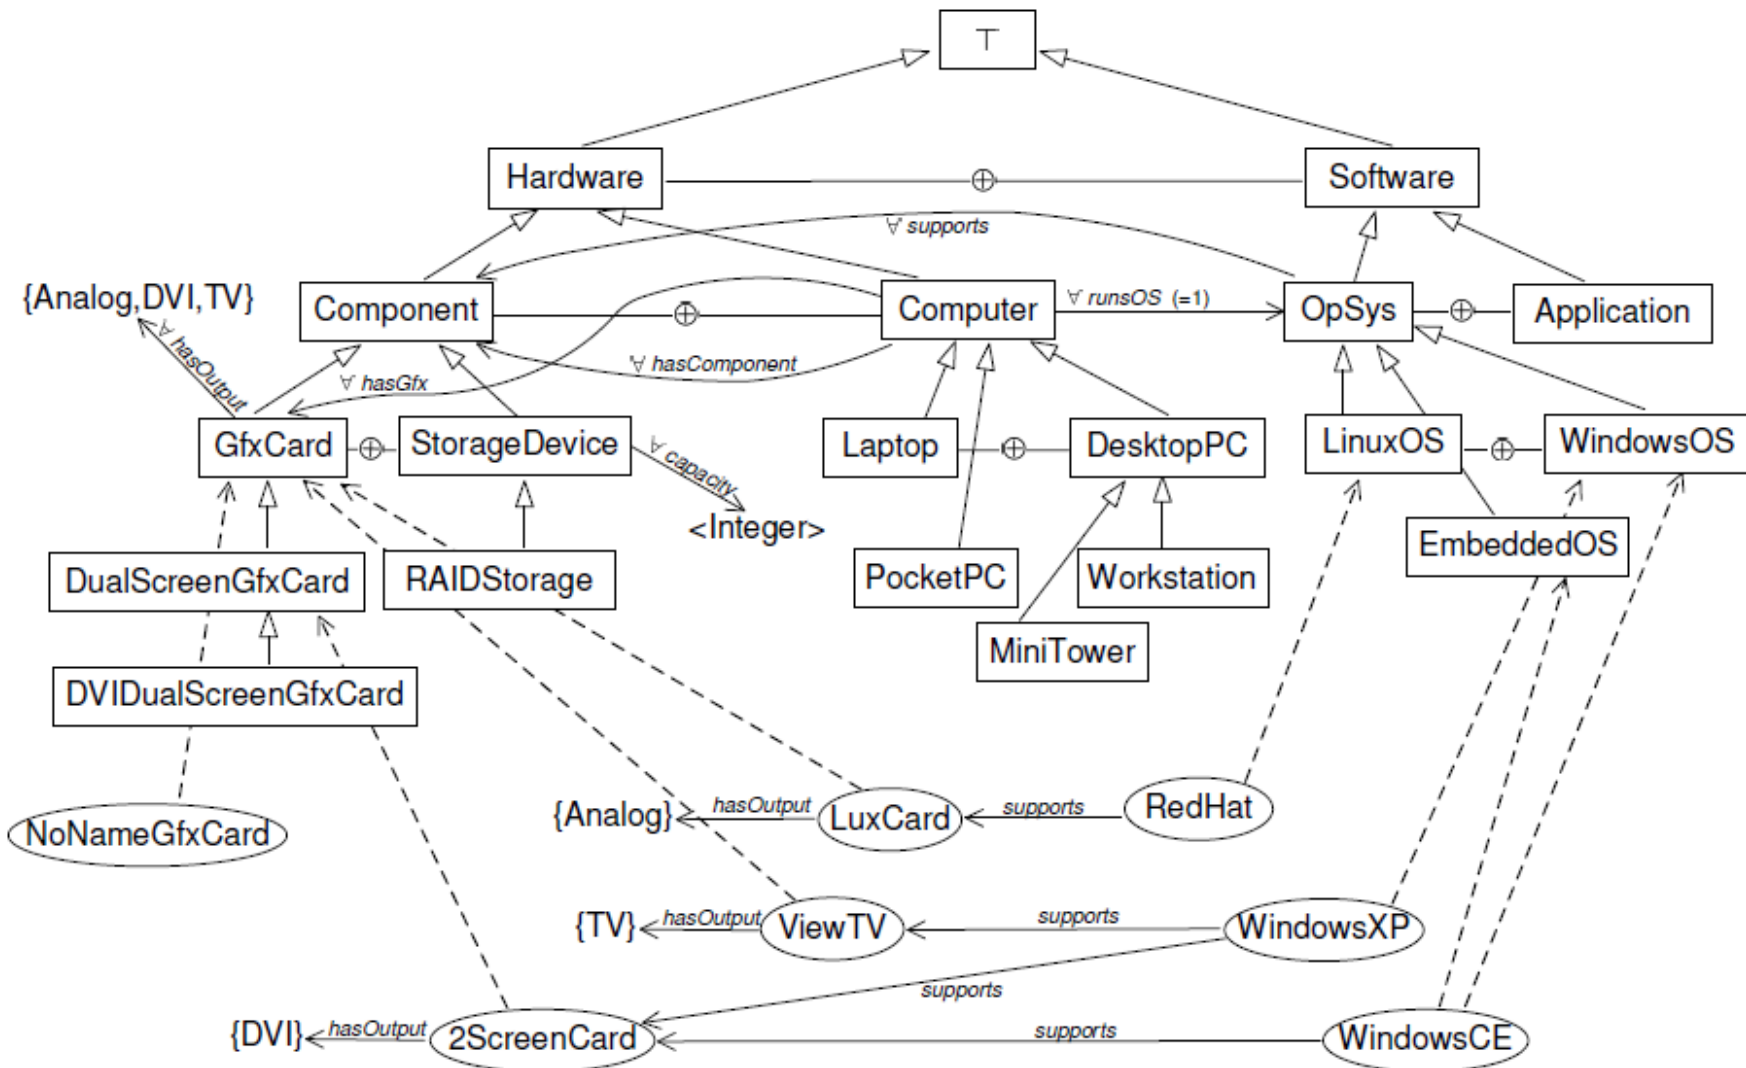 ⊤
Hardware
⊕
Software
∀ supports
{Analog,DVI,TV}
Component
⊕
Computer
∀ runsOS (=1)
OpSys
⊕
Application
∀ hasOutput
∀ hasGfx
∀ hasComponent
GfxCard
⊕
StorageDevice
∀ capacity
Laptop
⊕
DesktopPC
LinuxOS
⊕
WindowsOS
<Integer>
DualScreenGfxCard
RAIDStorage
PocketPC
Workstation
EmbeddedOS
MiniTower
DVIDualScreenGfxCard
NoNameGfxCard
{Analog}
hasOutput
LuxCard
supports
RedHat
{TV}
hasOutput
ViewTV
supports
WindowsXP
supports
{DVI}
hasOutput
2ScreenCard
supports
WindowsCE